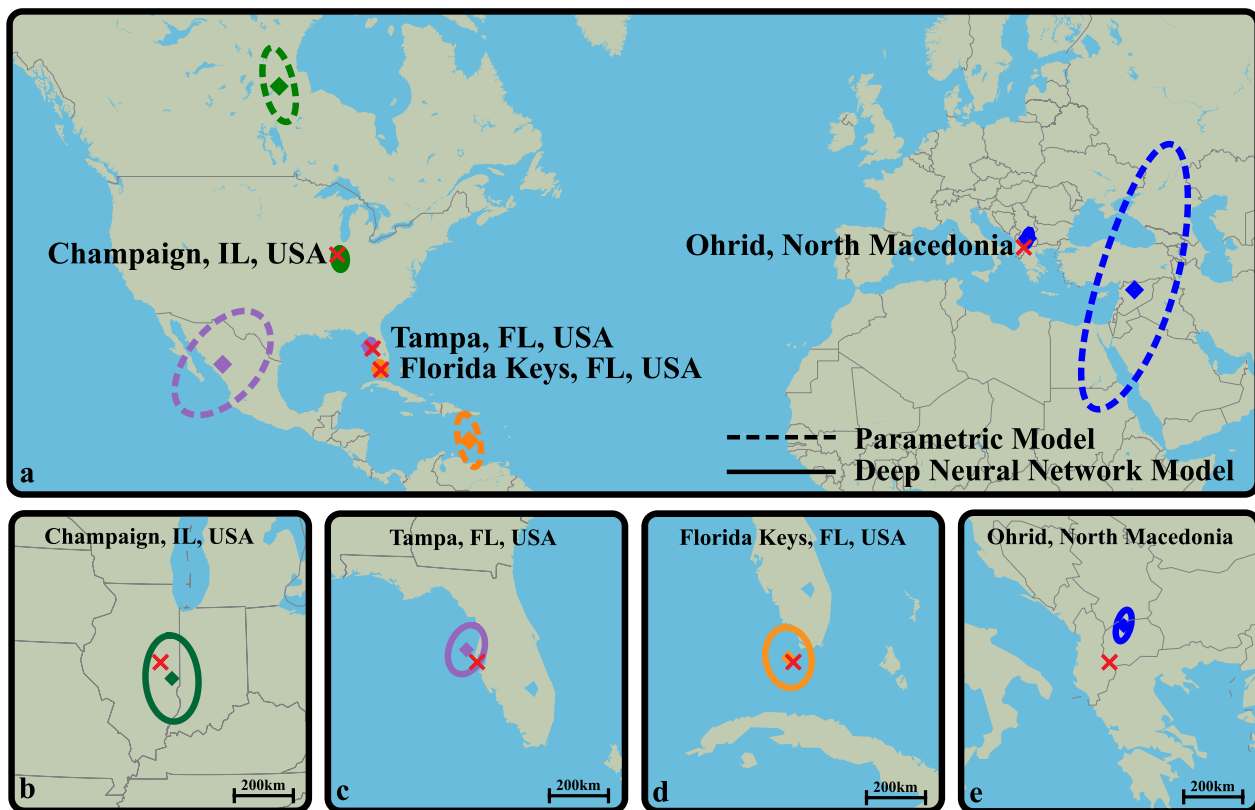 Champaign, IL, USA
Ohrid, North Macedonia
Tampa, FL, USA
Florida Keys, FL, USA
Parametric Model
Deep Neural Network Model
a
Champaign, IL, USA
200km
b
Tampa, FL, USA
200km
c
Florida Keys, FL, USA
200km
d
Ohrid, North Macedonia
200km
e